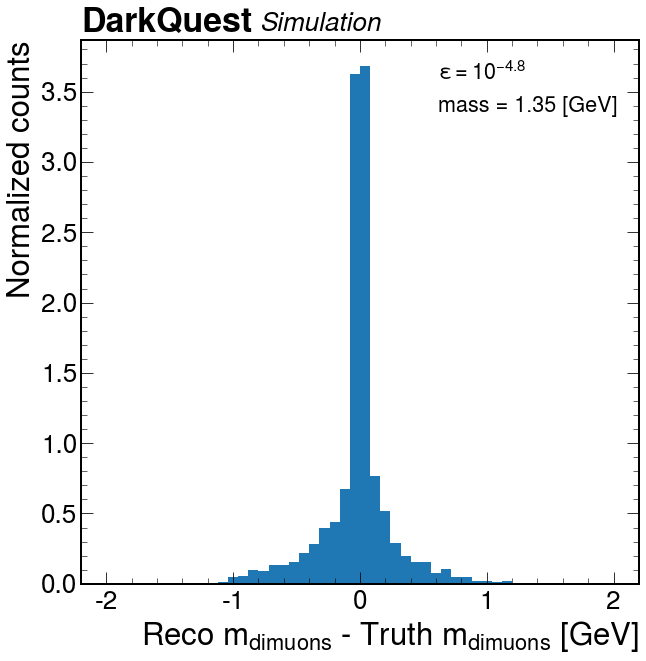 DarkQuest Simulation
ε = 10^−4.8
mass = 1.35 [GeV]
Normalized counts
3.5
3.0
2.5
2.0
1.5
1.0
0.5
0.0
-2 -1 0 1 2
Reco m_dimuons - Truth m_dimuons [GeV]